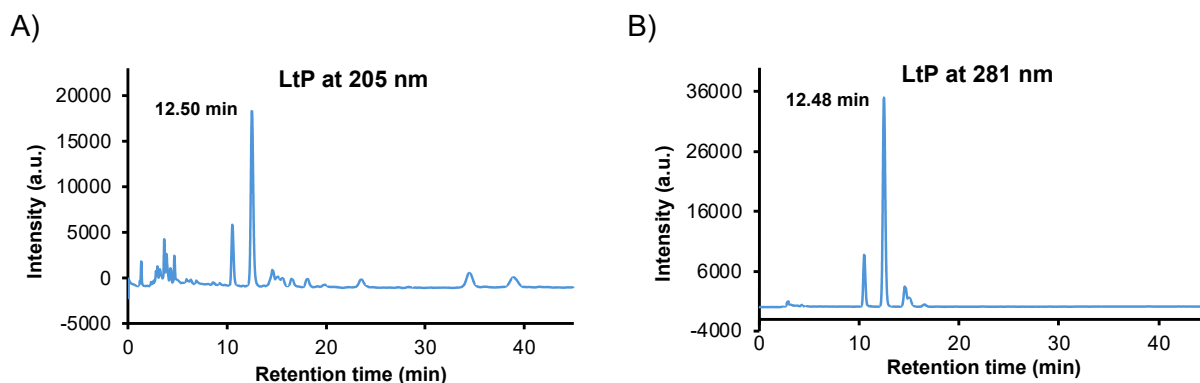 A)
LtP at 205 nm
12.50 min
20000
15000
10000
5000
0
-5000
0 10 20 30 40
Intensity (a.u.)
Retention time (min)
B)
LtP at 281 nm
12.48 min
36000
26000
16000
6000
-4000
0 10 20 30 40
Intensity (a.u.)
Retention time (min)